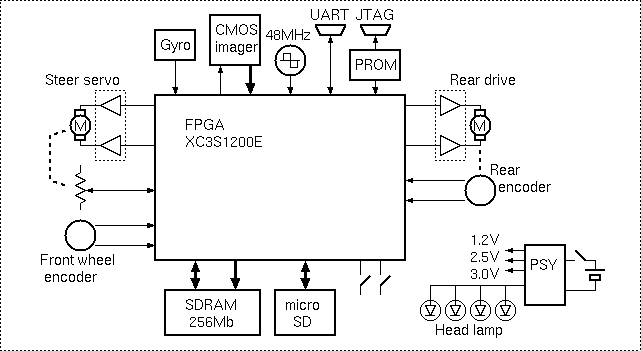 UART JTAG
CMOS
imager
48MHz
Gyro
PROM
Steer servo
Rear drive
M
M
FPGA
XC3S1200E
Rear
encoder
Front wheel
encoder
1.2V
2.5V
3.0V
PSY
SDRAM
256Mb
micro
SD
Head lamp